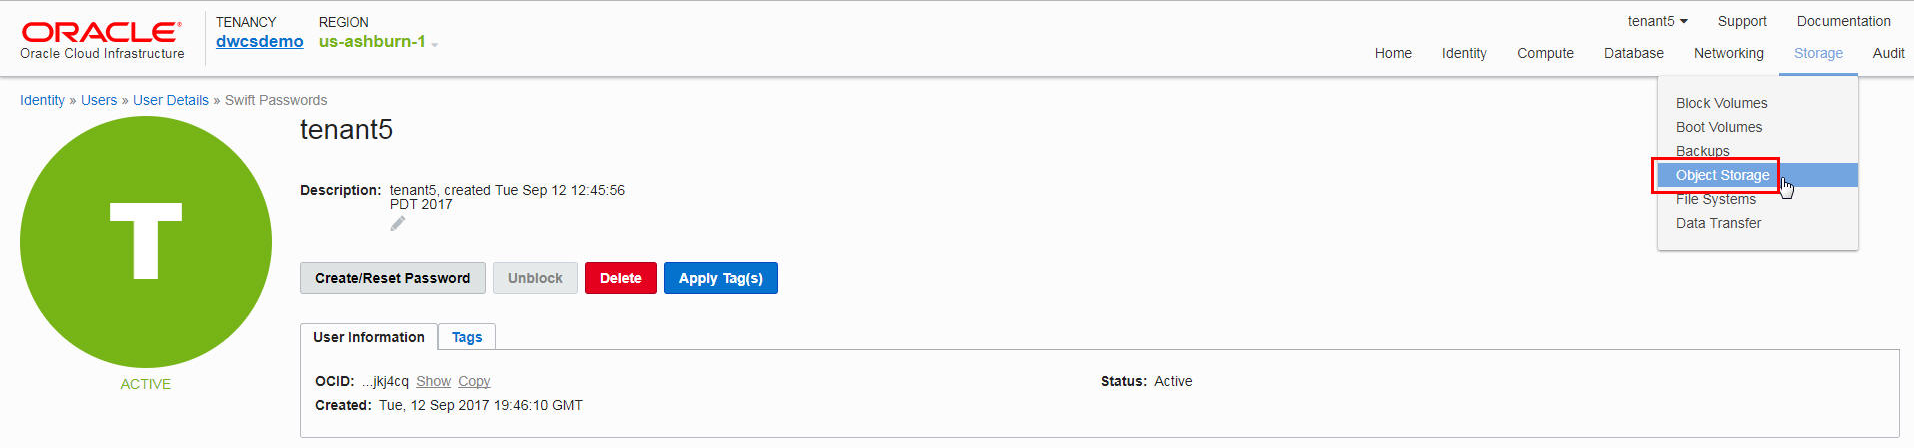 ORACLE
Oracle Cloud Infrastructure
TENANCY
dwcsdemo
REGION
us-ashburn-1
tenant5
Support
Documentation
Home
Identity
Compute
Database
Networking
Storage
Audit
Block Volumes
Boot Volumes
Backups
Object Storage
File Systems
Data Transfer
Identity » Users » User Details » Swift Passwords
T
ACTIVE
tenant5
Description: tenant5, created Tue Sep 12 12:45:56
PDT 2017
Create/Reset Password
Unblock
Delete
Apply Tag(s)
User Information
Tags
OCID: ...jkj4cq Show Copy
Status: Active
Created: Tue, 12 Sep 2017 19:46:10 GMT